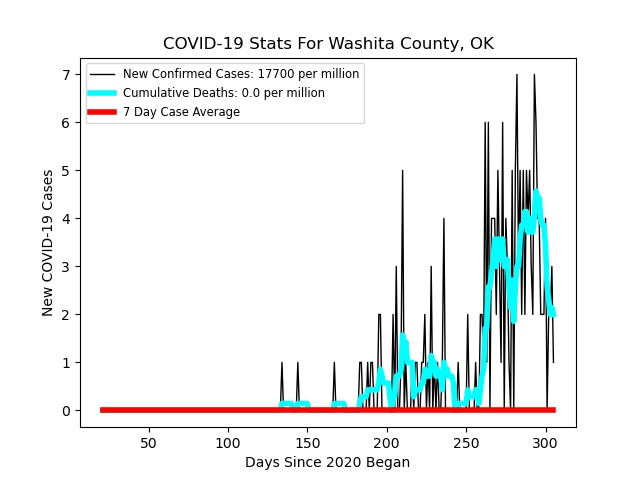 COVID-19 Stats For Washita County, OK
New Confirmed Cases: 17700 per million
Cumulative Deaths: 0.0 per million
7 Day Case Average
New COVID-19 Cases
7
6
5
4
3
2
1
0
50 100 150 200 250 300
Days Since 2020 Began